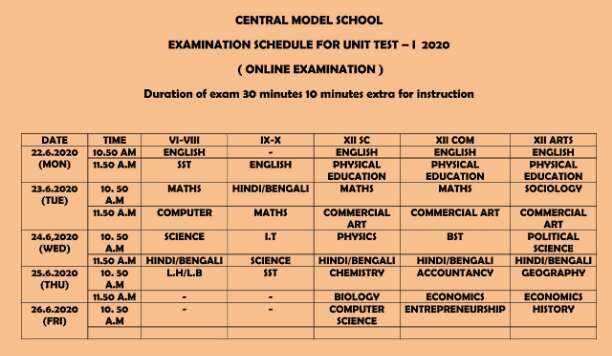 CENTRAL MODEL SCHOOL
EXAMINATION SCHEDULE FOR UNIT TEST – I 2020
( ONLINE EXAMINATION )
Duration of exam 30 minutes 10 minutes extra for instruction
DATE TIME VI-VIII IX-X XII SC XII COM XII ARTS
22.6.2020 (MON) 10.50 AM ENGLISH - ENGLISH ENGLISH ENGLISH
11.50 A.M SST ENGLISH PHYSICAL EDUCATION PHYSICAL EDUCATION PHYSICAL EDUCATION
23.6.2020 (TUE) 10. 50 A.M MATHS HINDI/BENGALI MATHS MATHS SOCIOLOGY
11.50 A.M COMPUTER MATHS COMMERCIAL ART COMMERCIAL ART COMMERCIAL ART
24.6,2020 (WED) 10. 50 A.M SCIENCE I.T PHYSICS BST POLITICAL SCIENCE
11.50 A.M HINDI/BENGALI SCIENCE HINDI/BENGALI HINDI/BENGALI HINDI/BENGALI
25.6.2020 (THU) 10. 50 A.M L.H/L.B SST CHEMISTRY ACCOUNTANCY GEOGRAPHY
11.50 A.M - - BIOLOGY ECONOMICS ECONOMICS
26.6.2020 (FRI) 10. 50 A.M - - COMPUTER SCIENCE ENTREPRENEURSHIP HISTORY